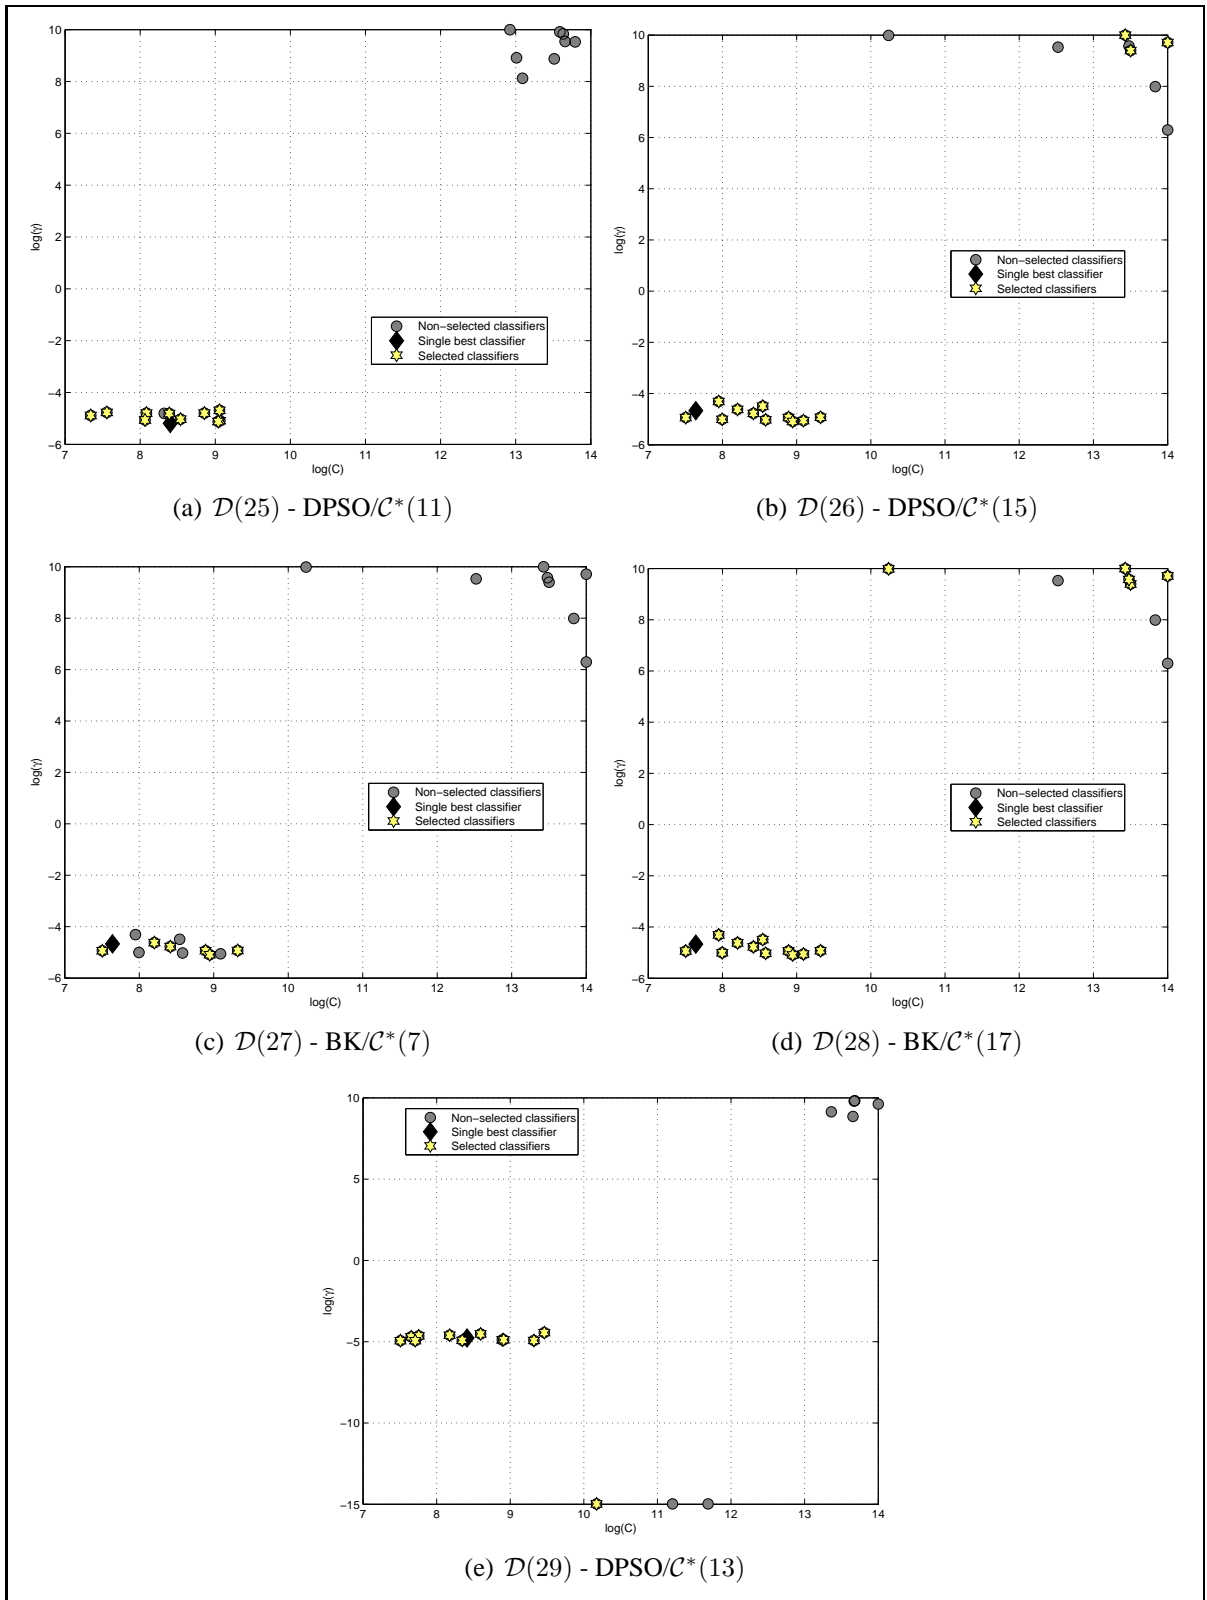 10
8
6
4
2
0
−2
−4
−6
log(γ)
Non−selected classifiers
Single best classifier
Selected classifiers
7 8 9 10 11 12 13 14
log(C)
(a) 𝒟(25) - DPSO/𝒞*(11)
10
8
6
4
2
0
−2
−4
−6
log(γ)
Non−selected classifiers
Single best classifier
Selected classifiers
7 8 9 10 11 12 13 14
log(C)
(b) 𝒟(26) - DPSO/𝒞*(15)
10
8
6
4
2
0
−2
−4
−6
log(γ)
Non−selected classifiers
Single best classifier
Selected classifiers
7 8 9 10 11 12 13 14
log(C)
(c) 𝒟(27) - BK/𝒞*(7)
10
8
6
4
2
0
−2
−4
−6
log(γ)
Non−selected classifiers
Single best classifier
Selected classifiers
7 8 9 10 11 12 13 14
log(C)
(d) 𝒟(28) - BK/𝒞*(17)
10
5
0
−5
−10
−15
log(γ)
Non−selected classifiers
Single best classifier
Selected classifiers
7 8 9 10 11 12 13 14
log(C)
(e) 𝒟(29) - DPSO/𝒞*(13)